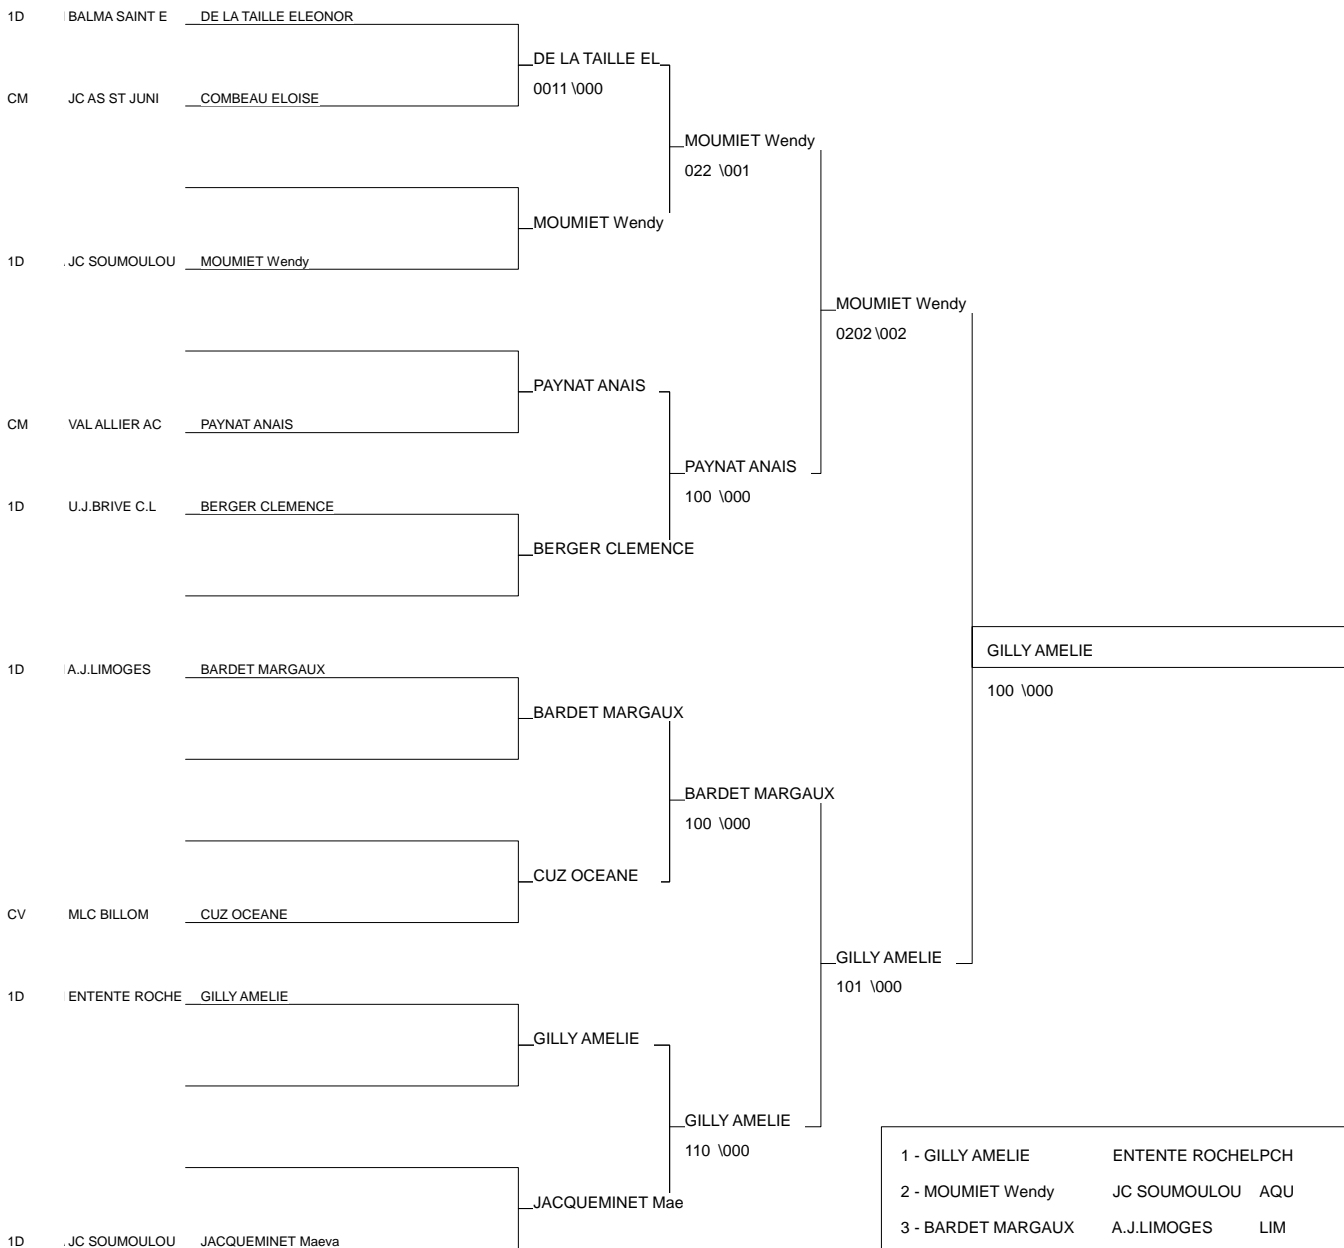 1D BALMA SAINT E DE LA TAILLE ELEONOR
DE LA TAILLE EL
0011 \000
CM JC AS ST JUNI COMBEAU ELOISE
MOUMIET Wendy
022 \001
MOUMIET Wendy
1D JC SOUMOULOU MOUMIET Wendy
MOUMIET Wendy
0202 \002
PAYNAT ANAIS
CM VAL ALLIER AC PAYNAT ANAIS
PAYNAT ANAIS
100 \000
1D U.J.BRIVE C.L BERGER CLEMENCE
BERGER CLEMENCE
GILLY AMELIE
100 \000
1D A.J.LIMOGES BARDET MARGAUX
BARDET MARGAUX
BARDET MARGAUX
100 \000
CUZ OCEANE
CV MLC BILLOM CUZ OCEANE
GILLY AMELIE
101 \000
1D ENTENTE ROCHE GILLY AMELIE
GILLY AMELIE
GILLY AMELIE
110 \000
JACQUEMINET Mae
1D JC SOUMOULOU JACQUEMINET Maeva
1 - GILLY AMELIE ENTENTE ROCHELPCH
2 - MOUMIET Wendy JC SOUMOULOU AQU
3 - BARDET MARGAUX A.J.LIMOGES LIM